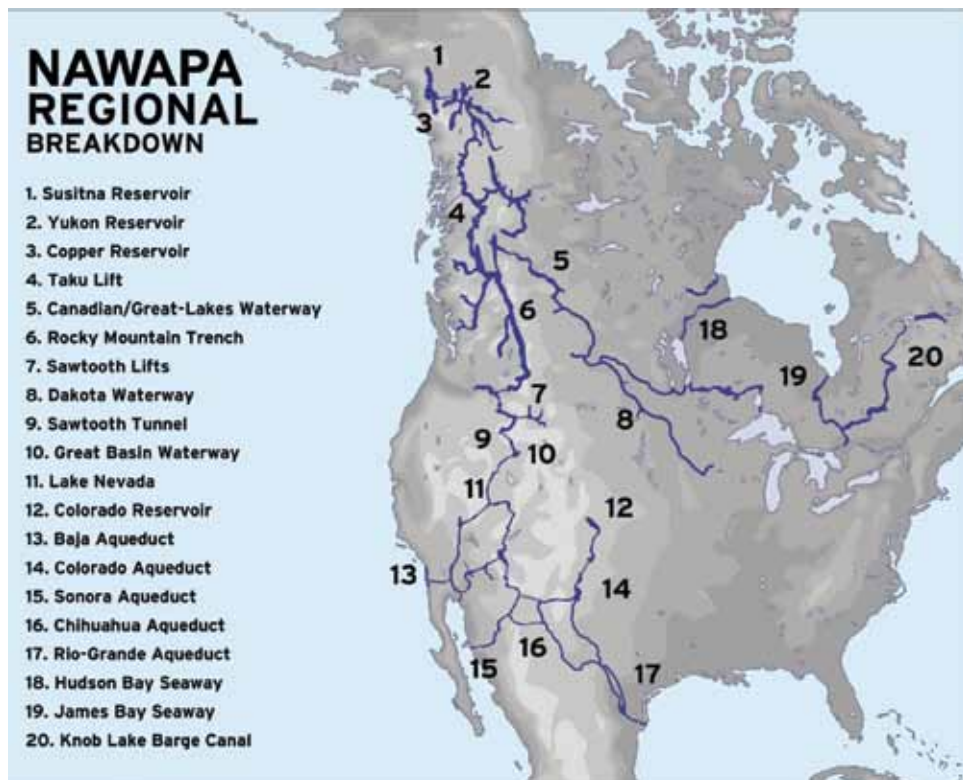 NAWAPA
REGIONAL
BREAKDOWN
1. Susitna Reservoir
2. Yukon Reservoir
3. Copper Reservoir
4. Taku Lift
5. Canadian/Great-Lakes Waterway
6. Rocky Mountain Trench
7. Sawtooth Lifts
8. Dakota Waterway
9. Sawtooth Tunnel
10. Great Basin Waterway
11. Lake Nevada
12. Colorado Reservoir
13. Baja Aqueduct
14. Colorado Aqueduct
15. Sonora Aqueduct
16. Chihuahua Aqueduct
17. Rio-Grande Aqueduct
18. Hudson Bay Seaway
19. James Bay Seaway
20. Knob Lake Barge Canal
1
2
3
4
5
6
18
20
19
7
8
9
10
11
12
13
14
16
15
17